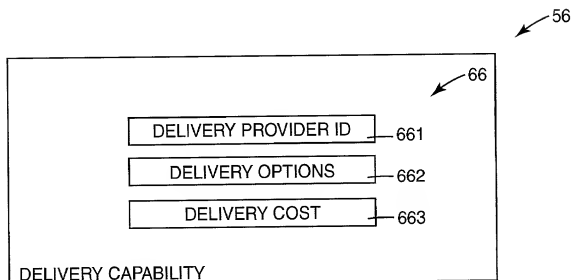 56
66
DELIVERY PROVIDER ID 661
DELIVERY OPTIONS 662
DELIVERY COST 663
DELIVERY CAPABILITY